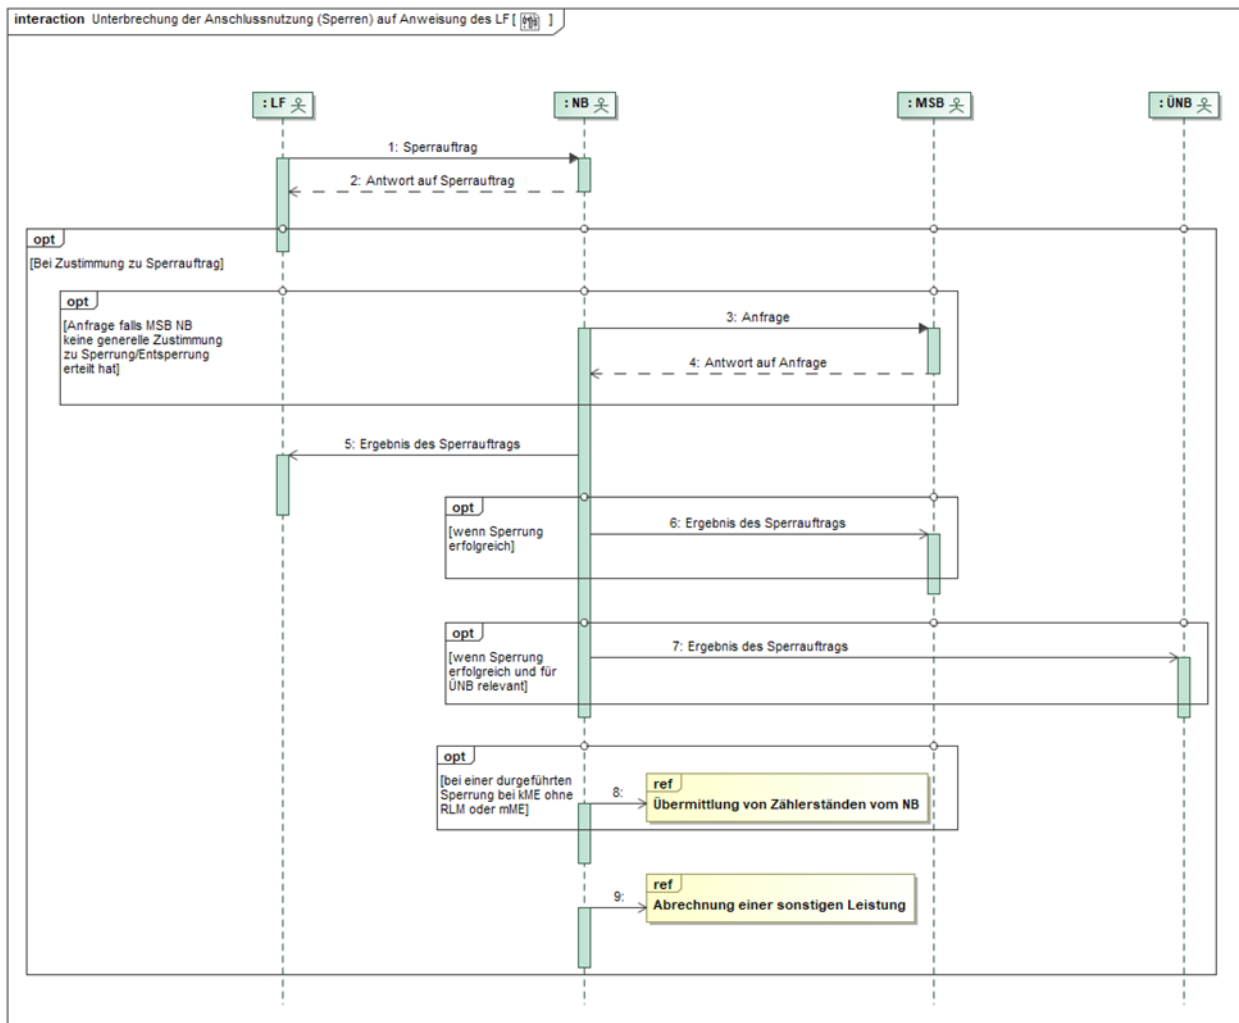 interaction Unterbrechung der Anschlussnutzung (Sperren) auf Anweisung des LF [ ]
: LF
: NB
: MSB
: ÜNB
1: Sperrauftrag
2: Antwort auf Sperrauftrag
opt
[Bei Zustimmung zu Sperrauftrag]
opt
[Anfrage falls MSB NB
keine generelle Zustimmung
zu Sperrung/Entsperrung
erteilt hat]
3: Anfrage
4: Antwort auf Anfrage
5: Ergebnis des Sperrauftrags
opt
[wenn Sperrung
erfolgreich]
6: Ergebnis des Sperrauftrags
opt
[wenn Sperrung
erfolgreich und für
ÜNB relevant]
7: Ergebnis des Sperrauftrags
opt
[bei einer durgeführten
Sperrung bei kME ohne
RLM oder mME]
8:
ref
Übermittlung von Zählerständen vom NB
9:
ref
Abrechnung einer sonstigen Leistung